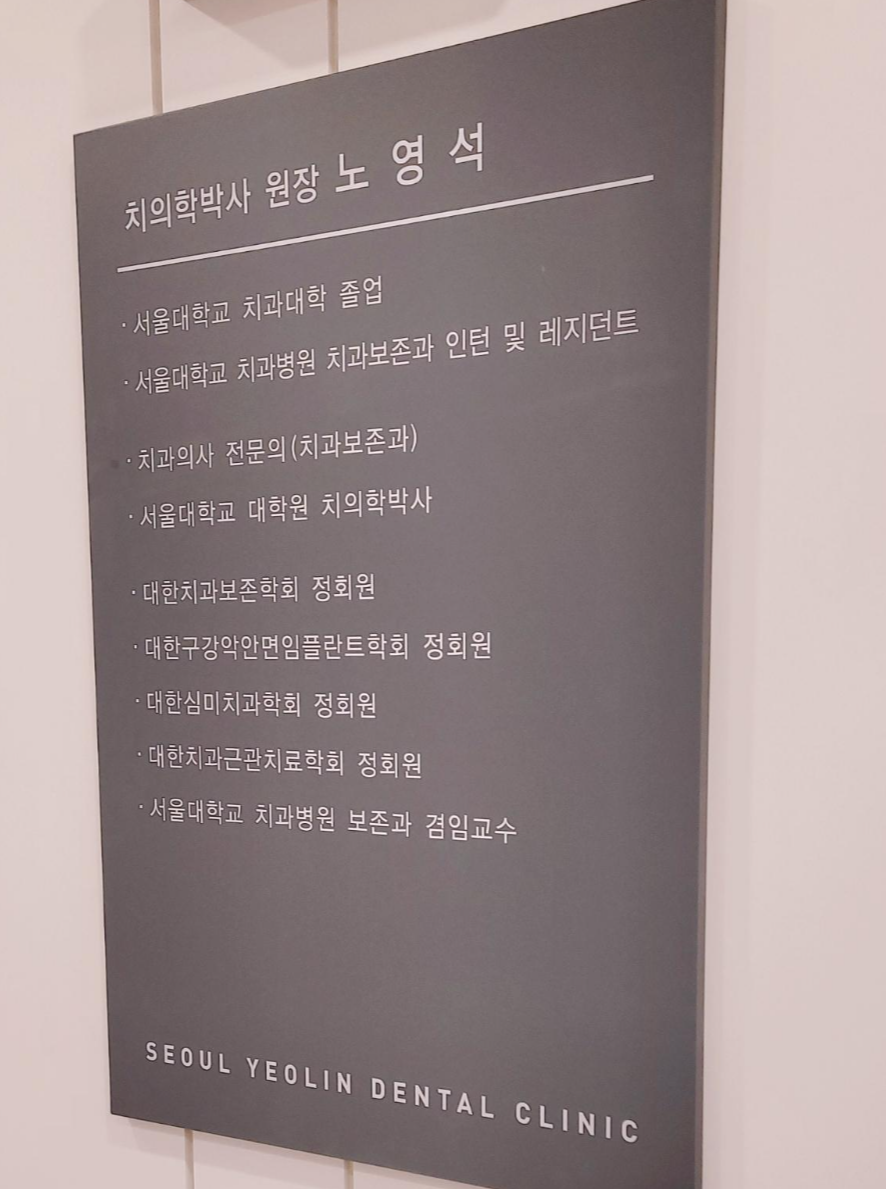 치의학박사 원장 노 영 석
· 서울대학교 치과대학 졸업
· 서울대학교 치과병원 치과보존과 인턴 및 레지던트
· 치과의사 전문의(치과보존과)
· 서울대학교 대학원 치의학박사
· 대한치과보존학회 정회원
· 대한구강악안면임플란트학회 정회원
· 대한심미치과학회 정회원
· 대한치과근관치료학회 정회원
· 서울대학교 치과병원 보존과 겸임교수
SEOUL YEOLIN DENTAL CLINIC